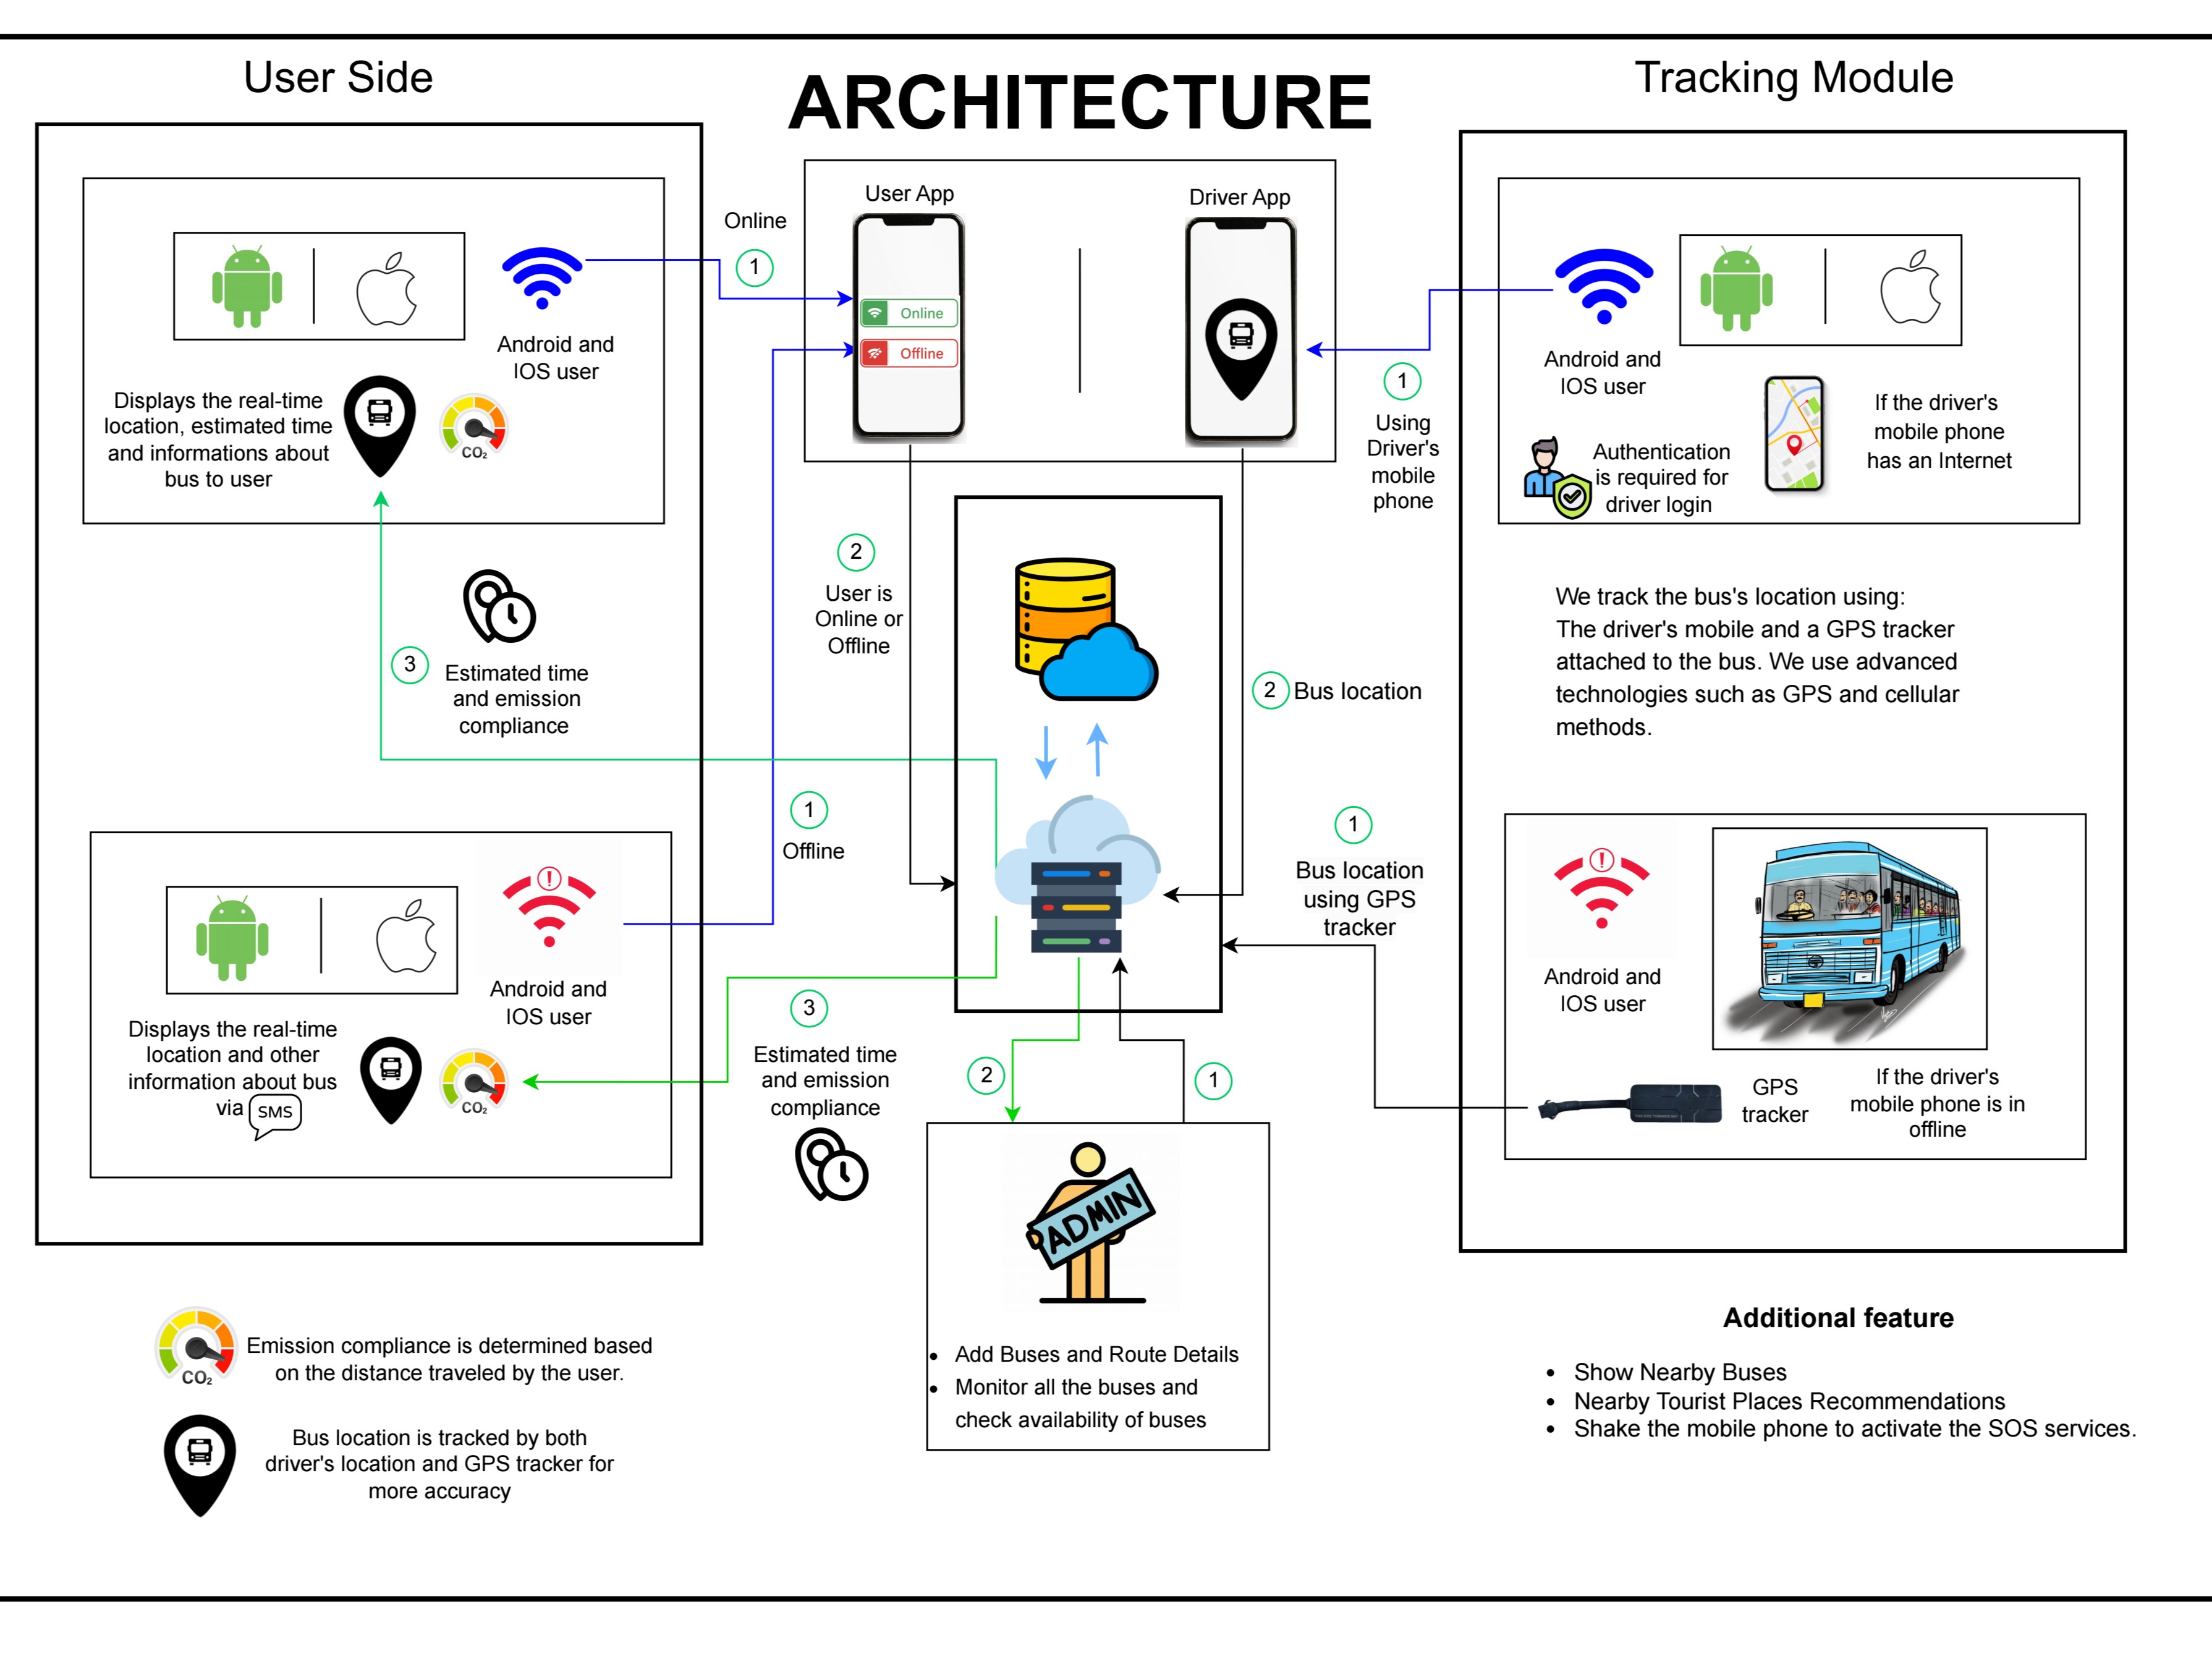 User Side
ARCHITECTURE
Tracking Module
Android and
IOS user
Displays the real-time
location, estimated time
and informations about
bus to user
CO₂
Online
1
User App
Online
Offline
Driver App
1
Using
Driver's
mobile
phone
Android and
IOS user
Authentication
is required for
driver login
If the driver's
mobile phone
has an Internet
2
User is
Online or
Offline
3
Estimated time
and emission
compliance
2
Bus location
We track the bus's location using:
The driver's mobile and a GPS tracker
attached to the bus. We use advanced
technologies such as GPS and cellular
methods.
1
Offline
1
Bus location
using GPS
tracker
Android and
IOS user
Displays the real-time
location and other
information about bus
via SMS
CO₂
3
Estimated time
and emission
compliance
2
1
Android and
IOS user
GPS
tracker
If the driver's
mobile phone is in
offline
ADMIN
Add Buses and Route Details
Monitor all the buses and
check availability of buses
CO₂
Emission compliance is determined based
on the distance traveled by the user.
Bus location is tracked by both
driver's location and GPS tracker for
more accuracy
Additional feature
Show Nearby Buses
Nearby Tourist Places Recommendations
Shake the mobile phone to activate the SOS services.